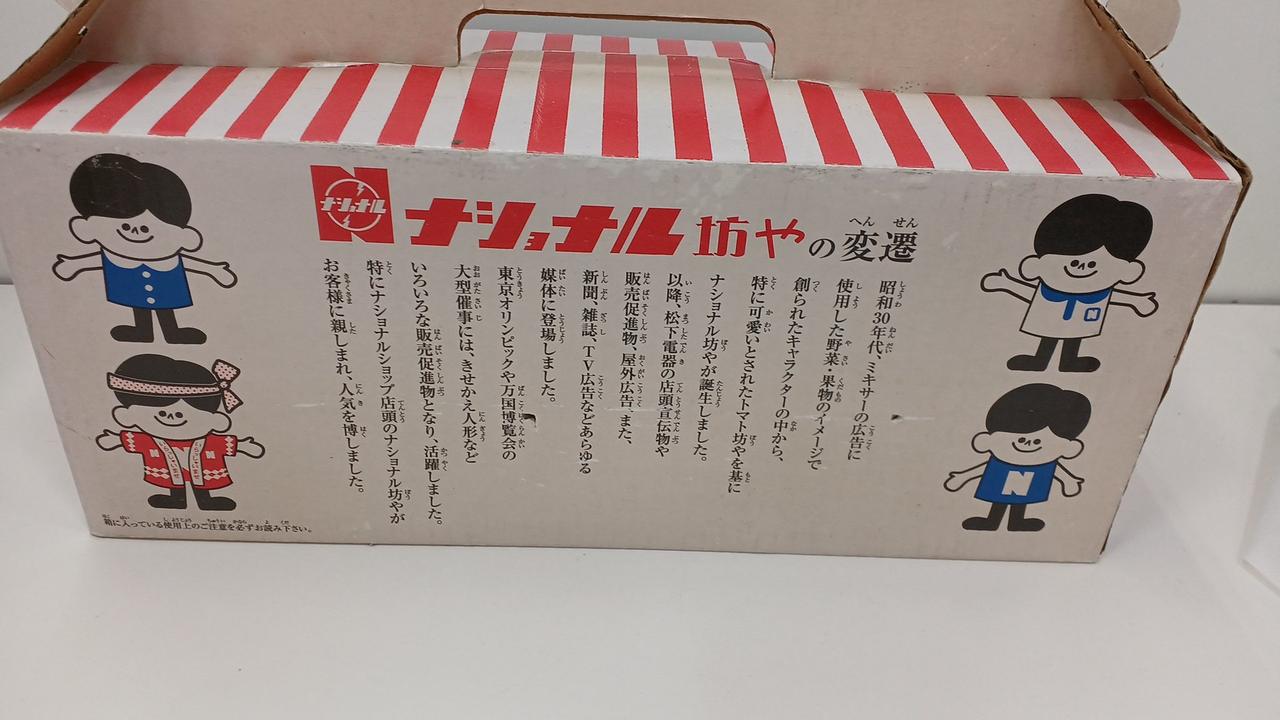 ナショナル
ナショナル坊やの変遷
昭和30年代、ミキサーの広告に
使用した野菜・果物のイメージで
創られたキャラクターの中から、
特に可愛いとされたトマト坊やを基に
ナショナル坊やが誕生しました。
以降、松下電器の店頭宣伝物や
販売促進物、屋外広告、また、
新聞、雑誌、TV広告などあらゆる
媒体に登場しました。
東京オリンピックや万国博覧会の
大型催事には、きせかえ人形など
いろいろな販売促進物となり、活躍しました。
特にナショナルショップ店頭のナショナル坊やが
お客様に親しまれ、人気を博しました。
N
N
N
N
箱に入っている使用上のご注意を必ずお読み下さい。